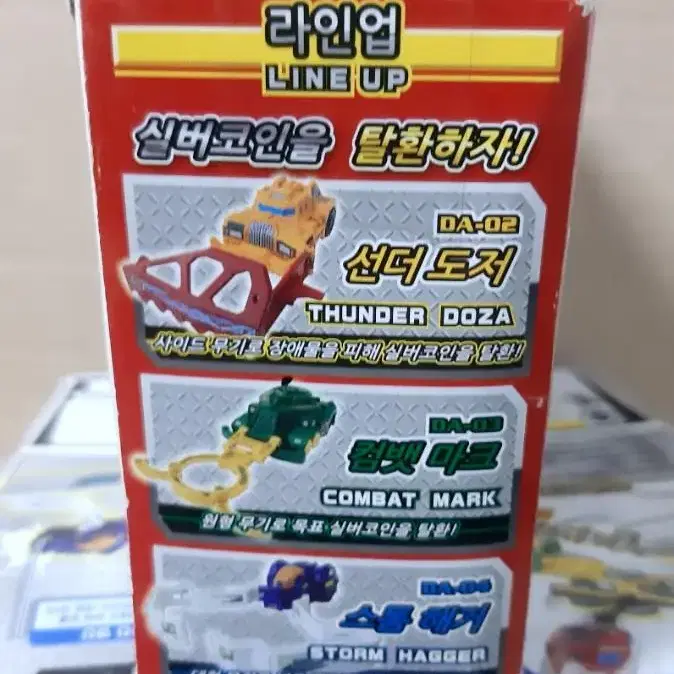 라인업
LINE UP
실버코인을 탈환하자!
DA-02
선더 도저
THUNDER DOZA
사이드 무기로 장애물을 피해 실버코인을 탈환!
DA-03
컴뱃 마크
COMBAT MARK
원형 무기로 목표 실버코인을 탈환!
DA-04
스톰 해거
STORM HAGGER